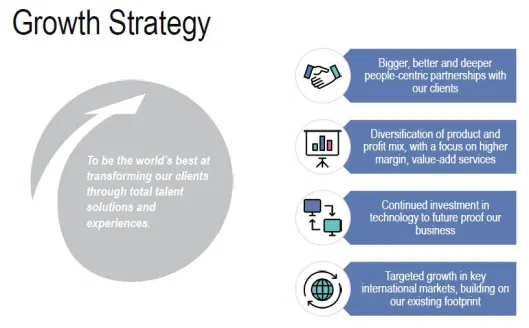 Growth Strategy
To be the world's best at
transforming our clients
through total talent
solutions and
experiences.
Bigger, better and deeper
people-centric partnerships with
our clients
Diversification of product and
profit mix, with a focus on higher
margin, value-add services
Continued investment in
technology to future proof our
business
Targeted growth in key
international markets, building on
our existing footprint